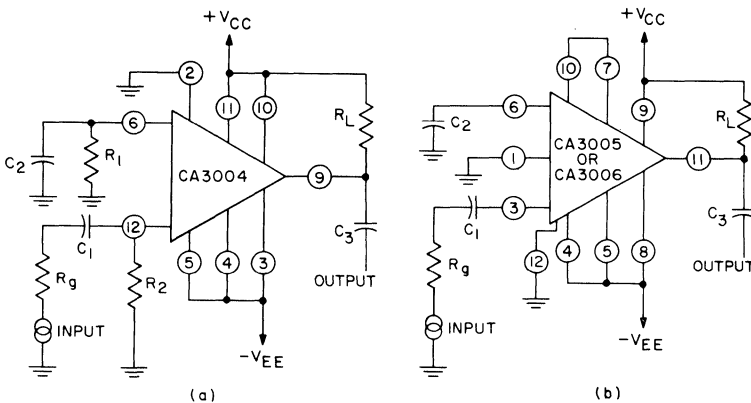 +VCC
2
11
10
6
RL
C2
R1
CA3004
9
12
C1
C3
5
4
3
Rg
R2
OUTPUT
INPUT
-VEE
(a)
+VCC
10
7
6
9
RL
C2
1
CA3005
OR
CA3006
11
3
C1
C3
12
4
5
8
Rg
OUTPUT
INPUT
-VEE
(b)